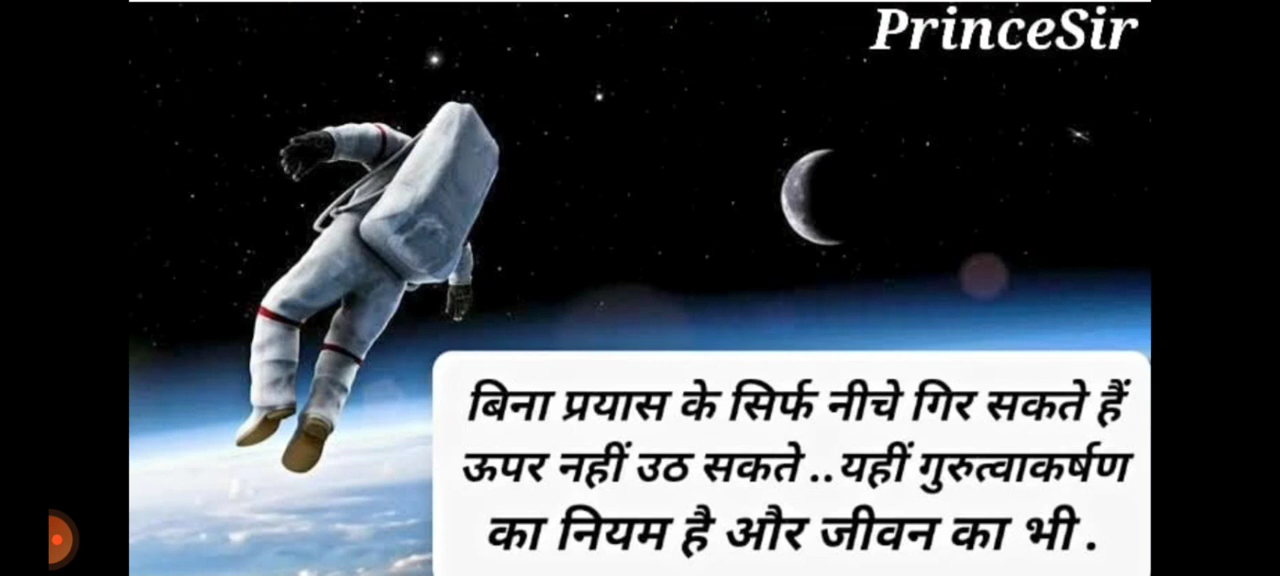 PrinceSir
बिना प्रयास के सिर्फ नीचे गिर सकते हैं
ऊपर नहीं उठ सकते..यहीं गुरुत्वाकर्षण
का नियम है और जीवन का भी.